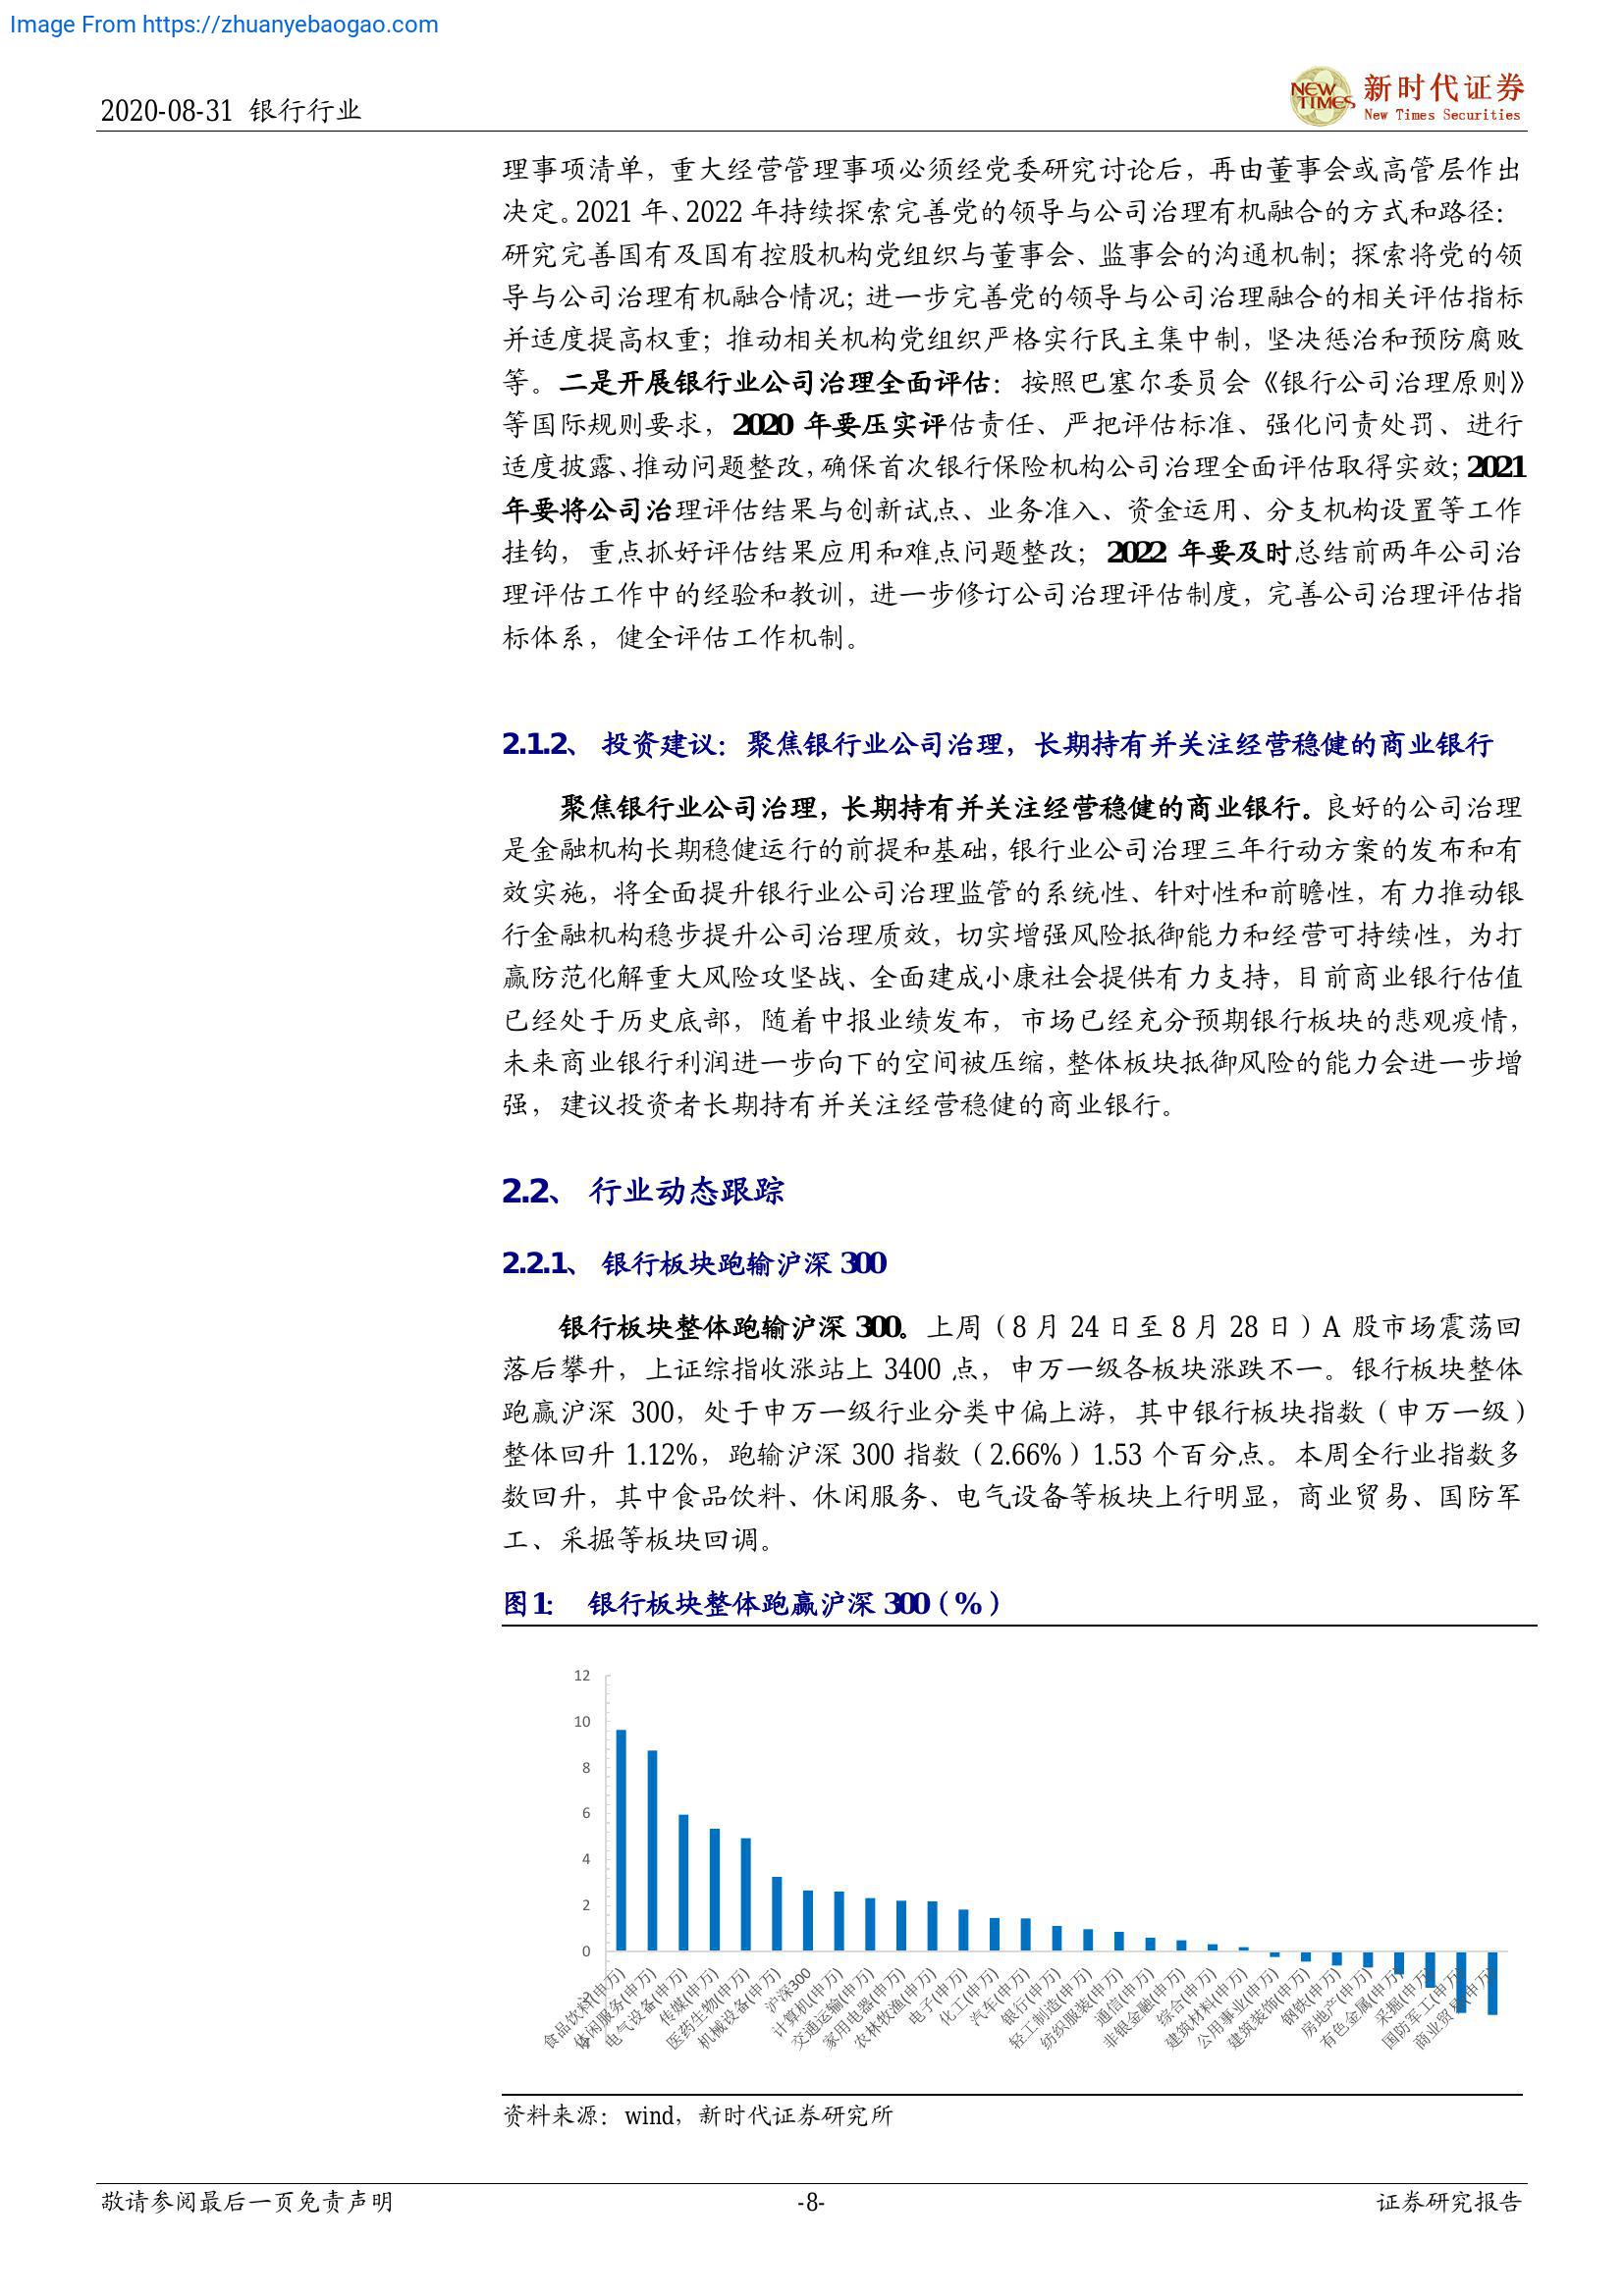 Image From https://zhuanyebaogao.com
2020-08-31 银行行业
NEW TIMES 新时代证券
New Times Securities
理事项清单，重大经营管理事项必须经党委研究讨论后，再由董事会或高管层作出
决定。2021 年、2022 年持续探索完善党的领导与公司治理有机融合的方式和路径：
研究完善国有及国有控股机构党组织与董事会、监事会的沟通机制；探索将党的领
导与公司治理有机融合情况；进一步完善党的领导与公司治理融合的相关评估指标
并适度提高权重；推动相关机构党组织严格实行民主集中制，坚决惩治和预防腐败
等。二是开展银行业公司治理全面评估：按照巴塞尔委员会《银行公司治理原则》
等国际规则要求，2020 年要压实评估责任、严把评估标准、强化问责处罚、进行
适度披露、推动问题整改，确保首次银行保险机构公司治理全面评估取得实效；2021
年要将公司治理评估结果与创新试点、业务准入、资金运用、分支机构设置等工作
挂钩，重点抓好评估结果应用和难点问题整改；2022 年要及时总结前两年公司治
理评估工作中的经验和教训，进一步修订公司治理评估制度，完善公司治理评估指
标体系，健全评估工作机制。
2.1.2、 投资建议：聚焦银行业公司治理，长期持有并关注经营稳健的商业银行
聚焦银行业公司治理，长期持有并关注经营稳健的商业银行。良好的公司治理
是金融机构长期稳健运行的前提和基础，银行业公司治理三年行动方案的发布和有
效实施，将全面提升银行业公司治理监管的系统性、针对性和前瞻性，有力推动银
行金融机构稳步提升公司治理质效，切实增强风险抵御能力和经营可持续性，为打
赢防范化解重大风险攻坚战、全面建成小康社会提供有力支持，目前商业银行估值
已经处于历史底部，随着中报业绩发布，市场已经充分预期银行板块的悲观疫情，
未来商业银行利润进一步向下的空间被压缩，整体板块抵御风险的能力会进一步增
强，建议投资者长期持有并关注经营稳健的商业银行。
2.2、 行业动态跟踪
2.2.1、 银行板块跑输沪深 300
银行板块整体跑输沪深 300。上周（8 月 24 日至 8 月 28 日）A 股市场震荡回
落后攀升，上证综指收涨站上 3400 点，申万一级各板块涨跌不一。银行板块整体
跑赢沪深 300，处于申万一级行业分类中偏上游，其中银行板块指数（申万一级）
整体回升 1.12%，跑输沪深 300 指数（2.66%）1.53 个百分点。本周全行业指数多
数回升，其中食品饮料、休闲服务、电气设备等板块上行明显，商业贸易、国防军
工、采掘等板块回调。
图 1： 银行板块整体跑赢沪深 300（%）
12
10
8
6
4
2
0
食品饮料(申万)
休闲服务(申万)
电气设备(申万)
传媒(申万)
医药生物(申万)
机械设备(申万)
沪深300
计算机(申万)
交通运输(申万)
家用电器(申万)
农林牧渔(申万)
电子(申万)
化工(申万)
汽车(申万)
银行(申万)
轻工制造(申万)
纺织服装(申万)
通信(申万)
非银金融(申万)
综合(申万)
建筑材料(申万)
公用事业(申万)
建筑装饰(申万)
钢铁(申万)
房地产(申万)
有色金属(申万)
采掘(申万)
国防军工(申万)
商业贸易(申万)
资料来源：wind，新时代证券研究所
敬请参阅最后一页免责声明
-8-
证券研究报告